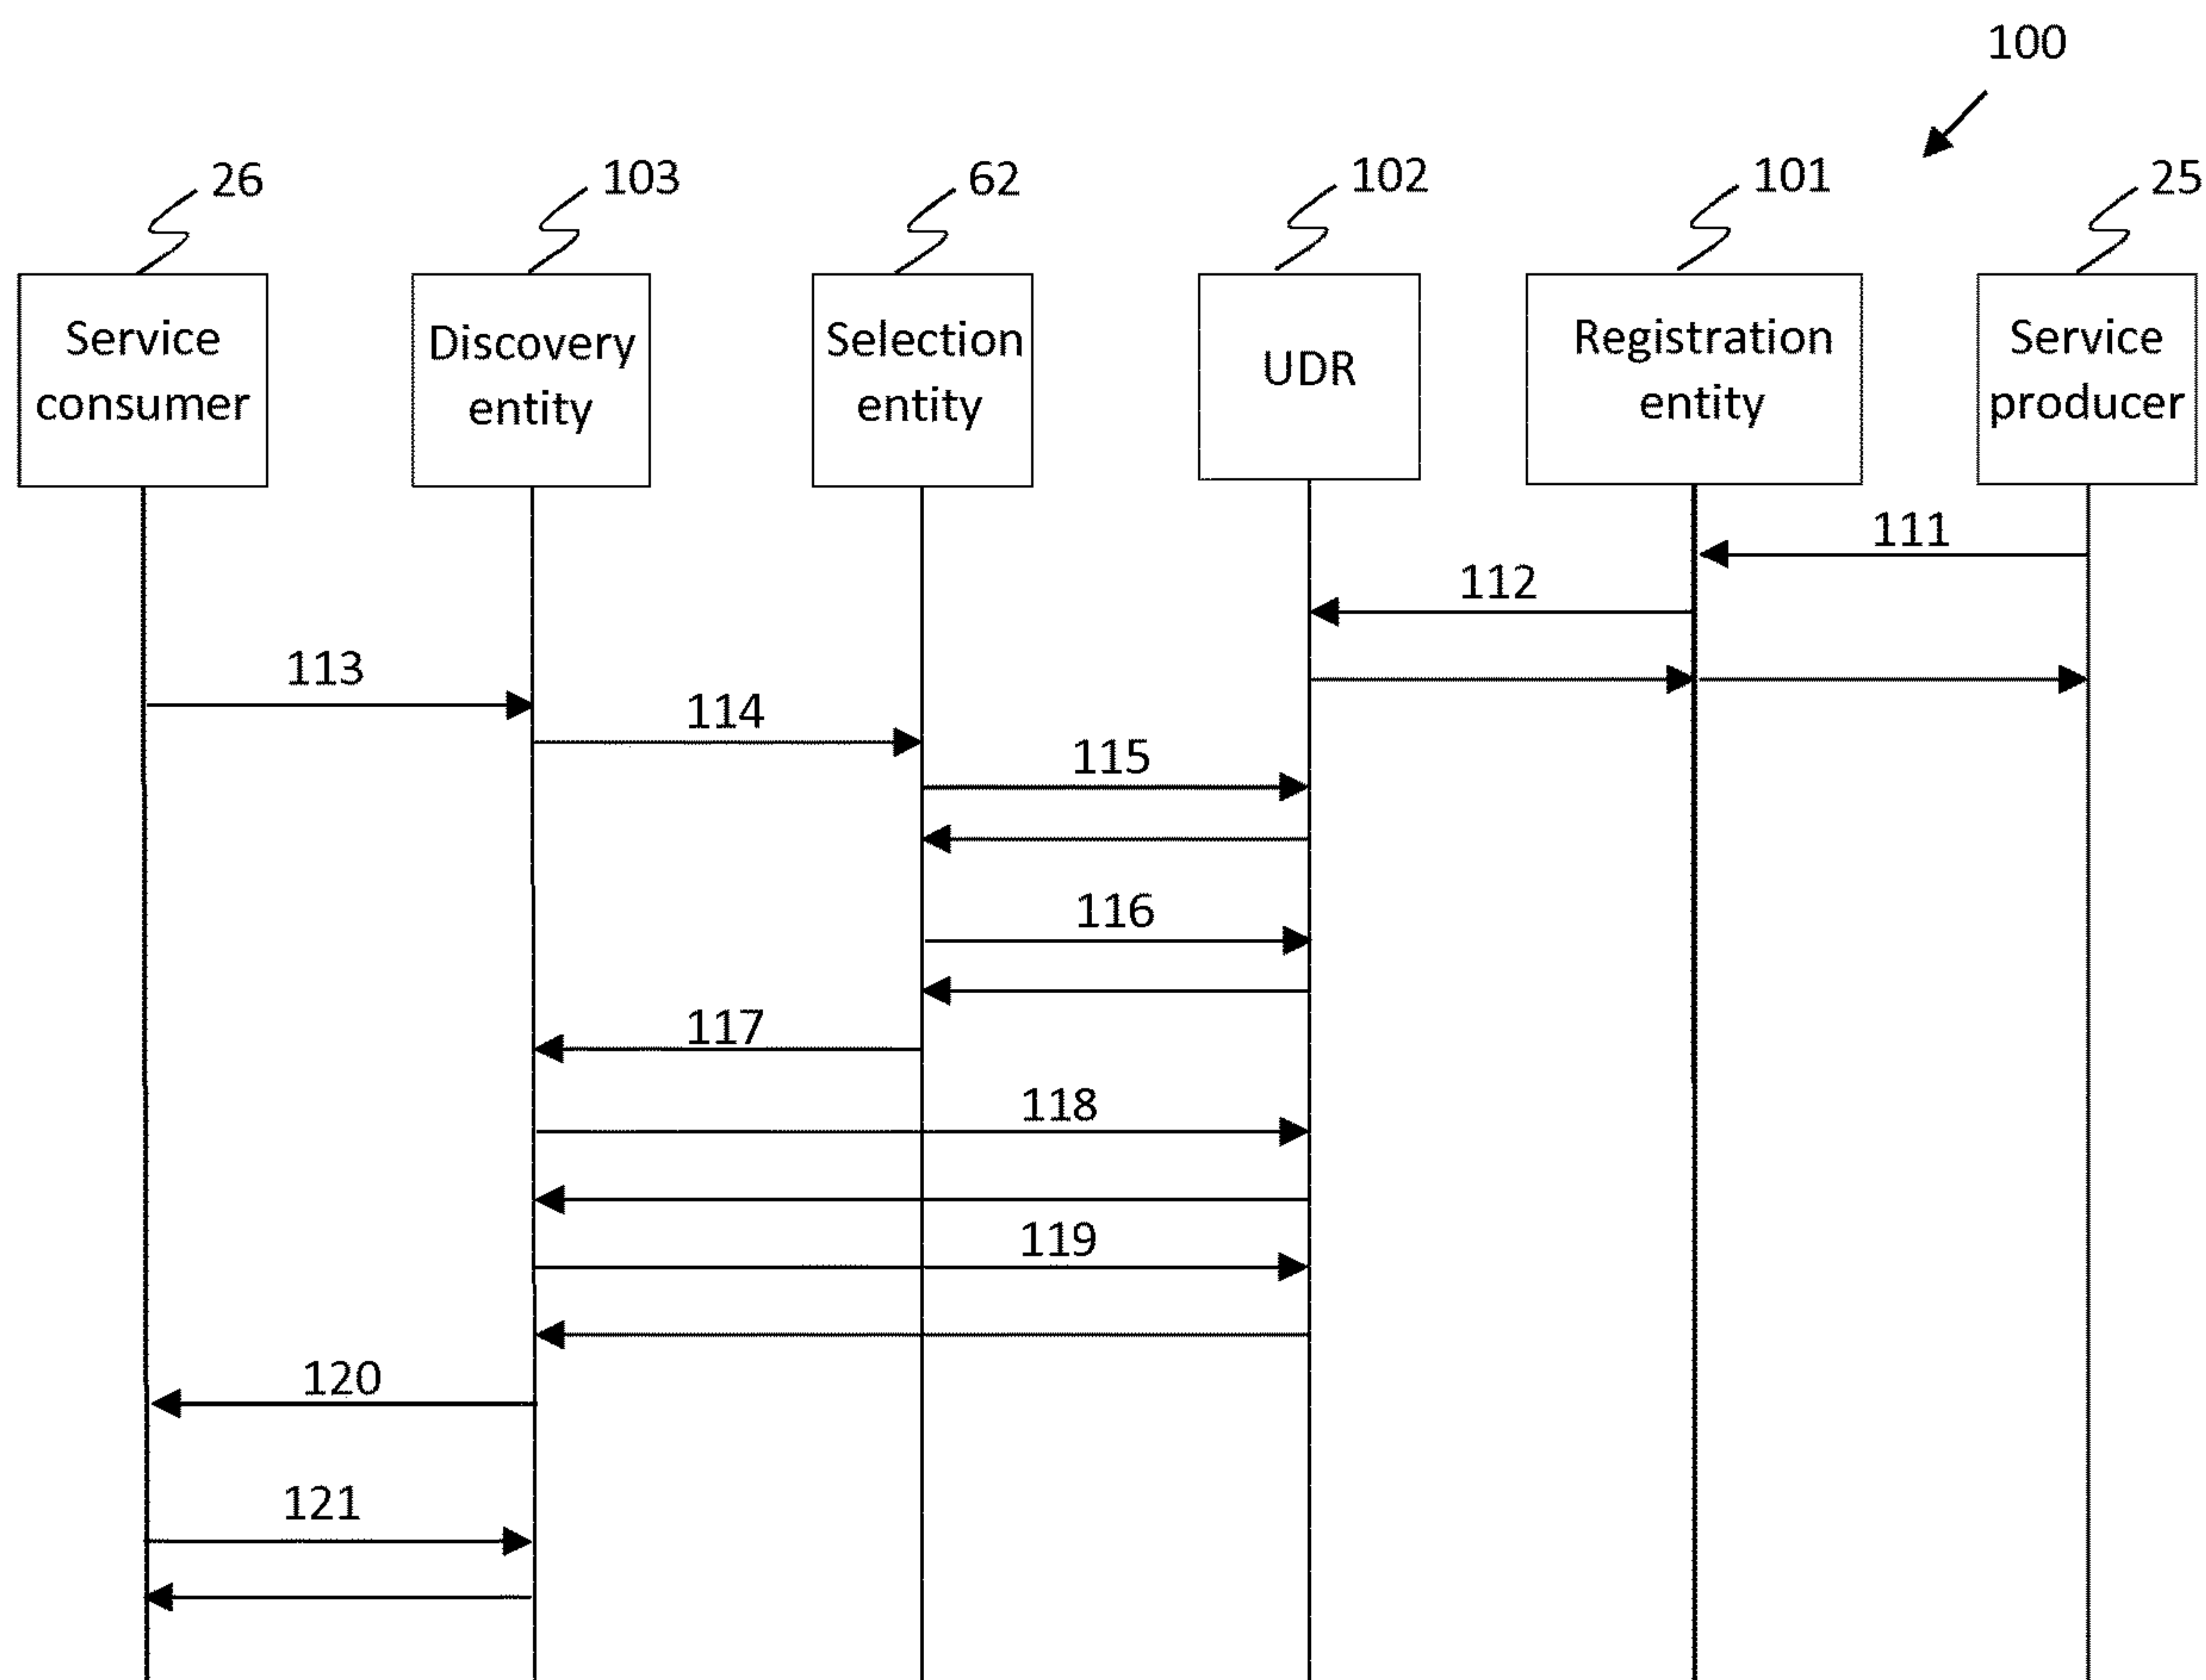 100
26
103
62
102
101
25
Service
consumer
Discovery
entity
Selection
entity
UDR
Registration
entity
Service
producer
111
112
113
114
115
116
117
118
119
120
121